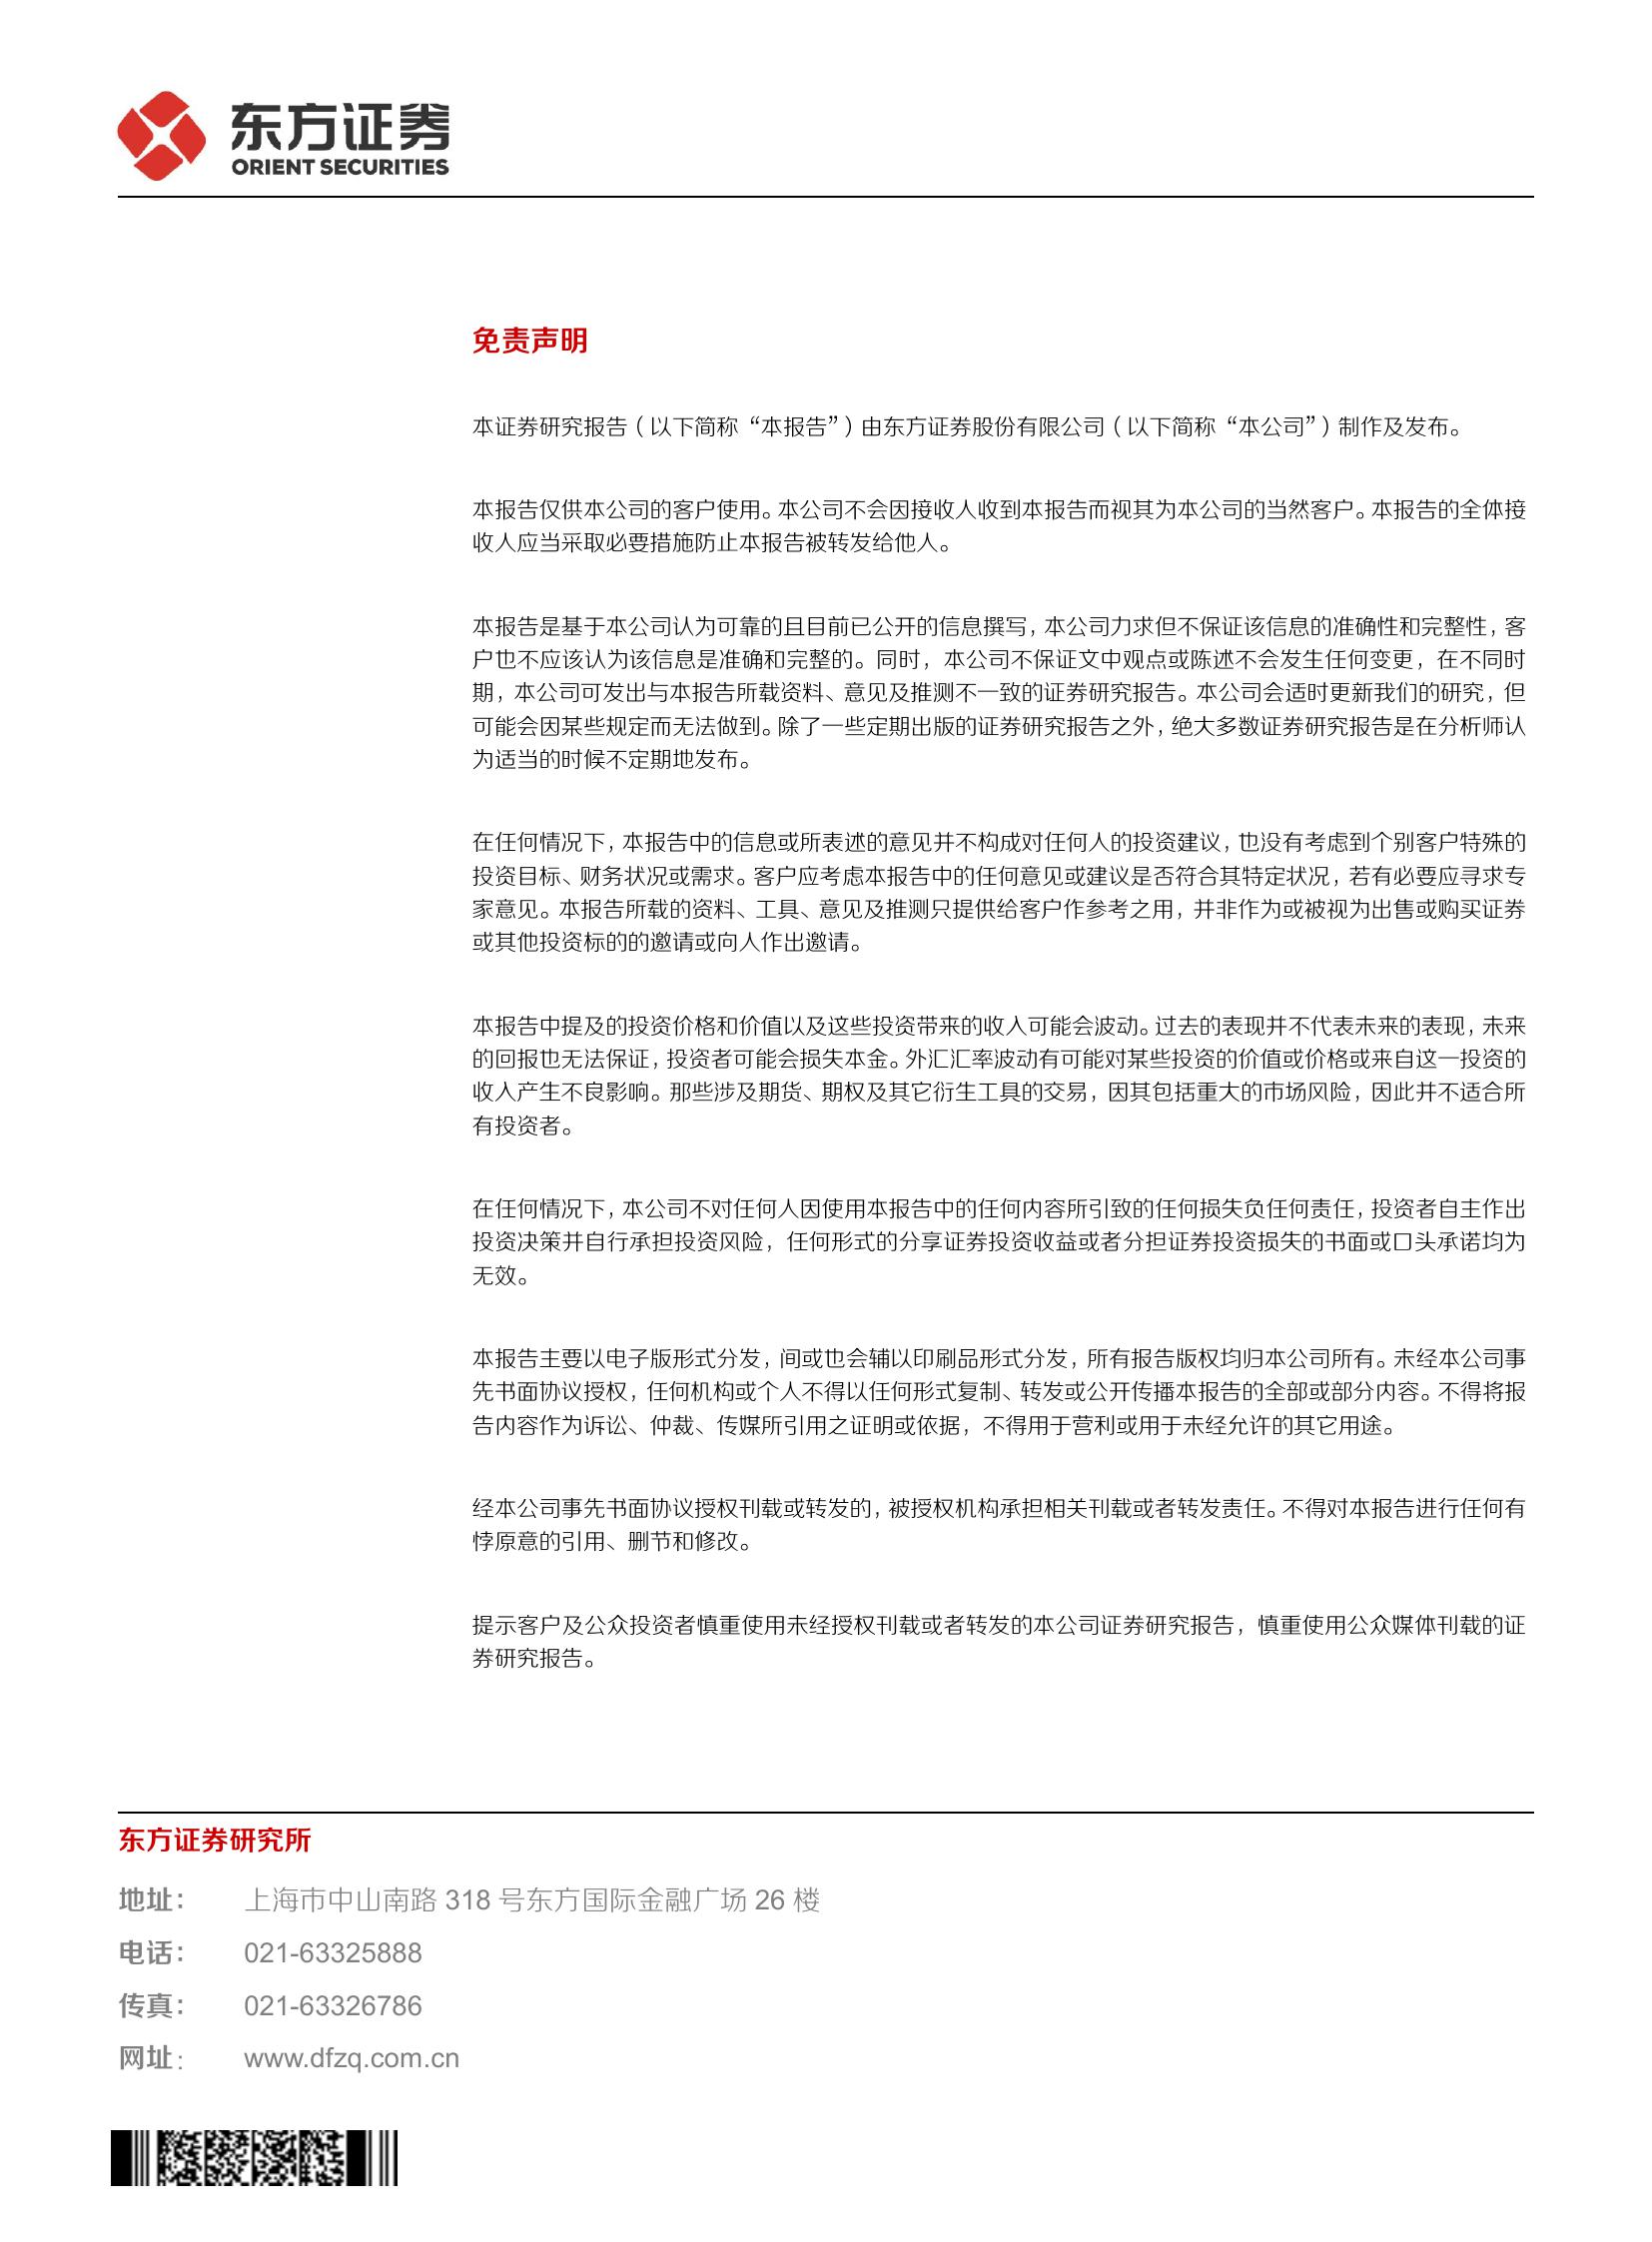 东方证券
ORIENT SECURITIES
免责声明
本证券研究报告（以下简称“本报告”）由东方证券股份有限公司（以下简称“本公司”）制作及发布。
本报告仅供本公司的客户使用。本公司不会因接收人收到本报告而视其为本公司的当然客户。本报告的全体接
收人应当采取必要措施防止本报告被转发给他人。
本报告是基于本公司认为可靠的且目前已公开的信息撰写，本公司力求但不保证该信息的准确性和完整性，客
户也不应该认为该信息是准确和完整的。同时，本公司不保证文中观点或陈述不会发生任何变更，在不同时
期，本公司可发出与本报告所载资料、意见及推测不一致的证券研究报告。本公司会适时更新我们的研究，但
可能会因某些规定而无法做到。除了一些定期出版的证券研究报告之外，绝大多数证券研究报告是在分析师认
为适当的时候不定期地发布。
在任何情况下，本报告中的信息或所表述的意见并不构成对任何人的投资建议，也没有考虑到个别客户特殊的
投资目标、财务状况或需求。客户应考虑本报告中的任何意见或建议是否符合其特定状况，若有必要应寻求专
家意见。本报告所载的资料、工具、意见及推测只提供给客户作参考之用，并非作为或被视为出售或购买证券
或其他投资标的的邀请或向人作出邀请。
本报告中提及的投资价格和价值以及这些投资带来的收入可能会波动。过去的表现并不代表未来的表现，未来
的回报也无法保证，投资者可能会损失本金。外汇汇率波动有可能对某些投资的价值或价格或来自这一投资的
收入产生不良影响。那些涉及期货、期权及其它衍生工具的交易，因其包括重大的市场风险，因此并不适合所
有投资者。
在任何情况下，本公司不对任何人因使用本报告中的任何内容所引致的任何损失负任何责任，投资者自主作出
投资决策并自行承担投资风险，任何形式的分享证券投资收益或者分担证券投资损失的书面或口头承诺均为
无效。
本报告主要以电子版形式分发，间或也会辅以印刷品形式分发，所有报告版权均归本公司所有。未经本公司事
先书面协议授权，任何机构或个人不得以任何形式复制、转发或公开传播本报告的全部或部分内容。不得将报
告内容作为诉讼、仲裁、传媒所引用之证明或依据，不得用于营利或用于未经允许的其它用途。
经本公司事先书面协议授权刊载或转发的，被授权机构承担相关刊载或者转发责任。不得对本报告进行任何有
悖原意的引用、删节和修改。
提示客户及公众投资者慎重使用未经授权刊载或者转发的本公司证券研究报告，慎重使用公众媒体刊载的证
券研究报告。
东方证券研究所
地址： 上海市中山南路 318 号东方国际金融广场 26 楼
电话： 021-63325888
传真： 021-63326786
网址： www.dfzq.com.cn